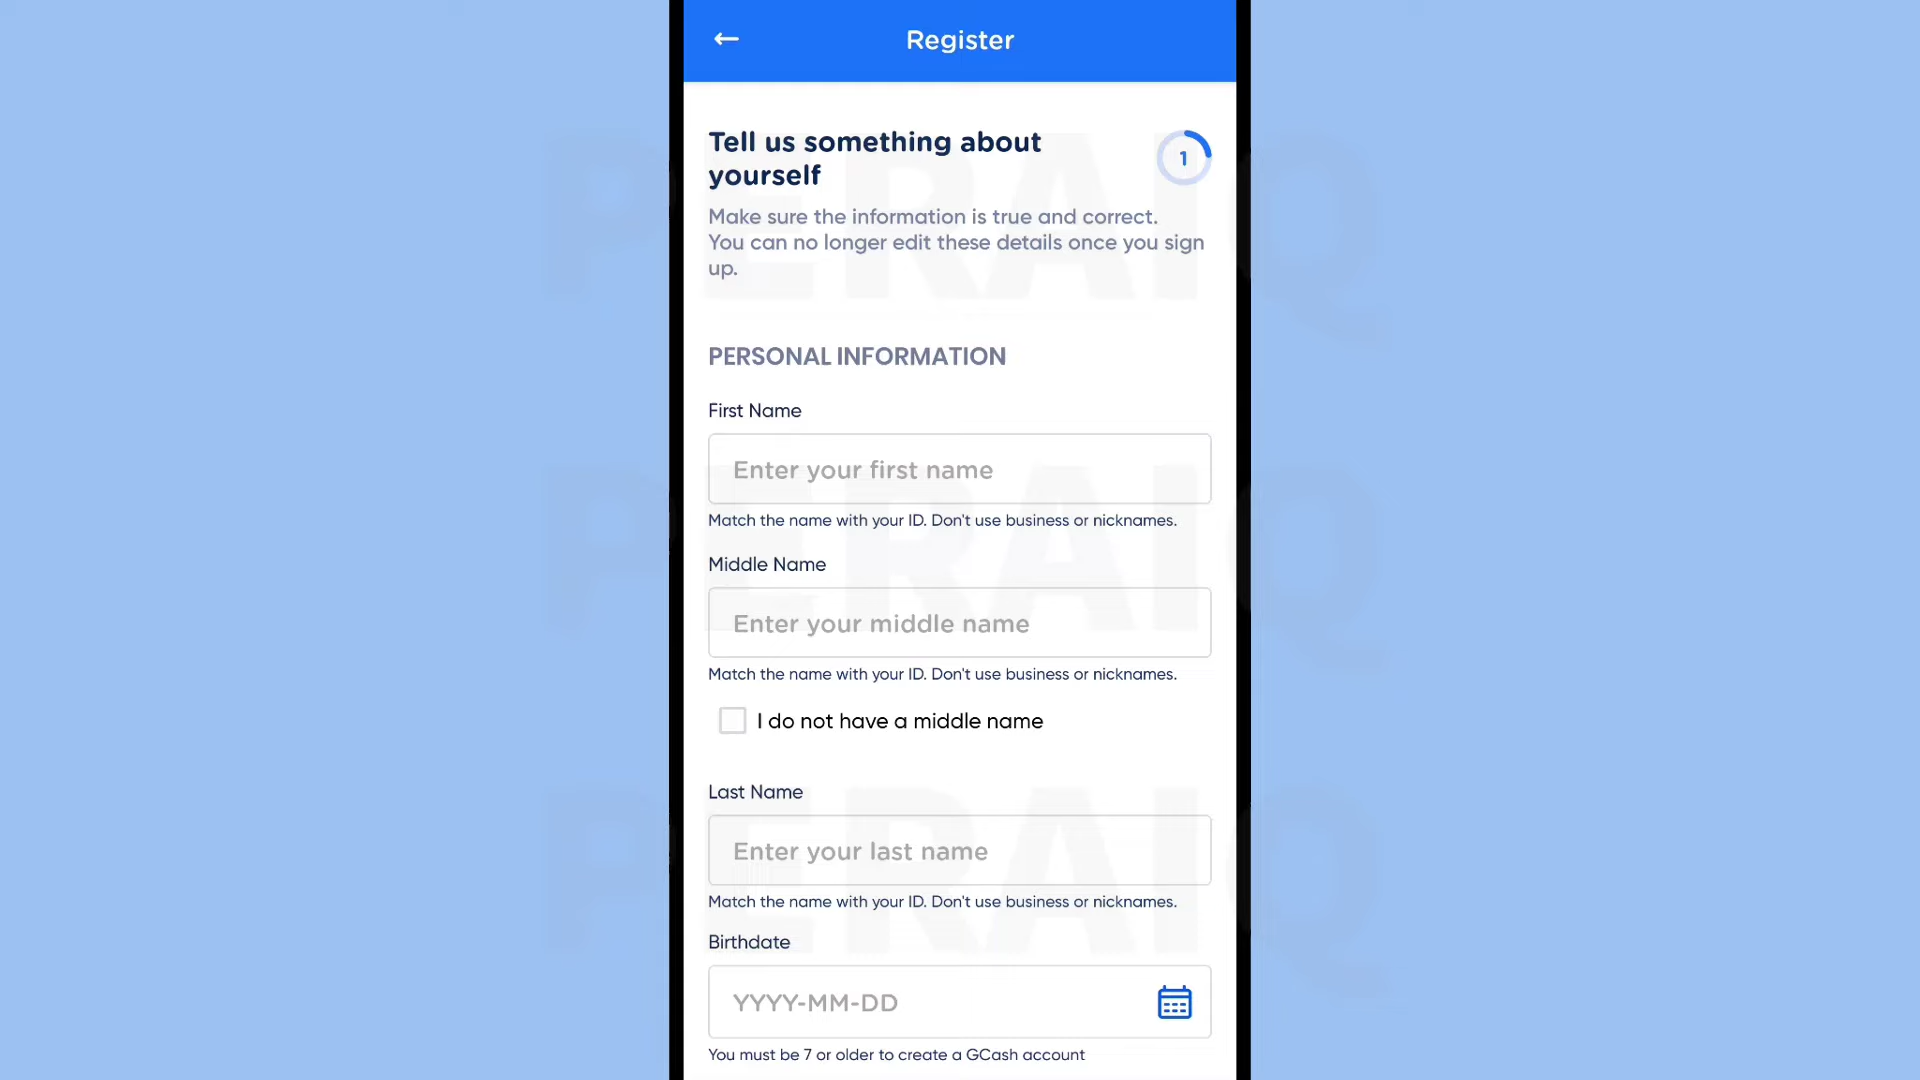 Register
Tell us something about
yourself
1
Make sure the information is true and correct.
You can no longer edit these details once you sign
up.
PERAIQ
PERSONAL INFORMATION
First Name
Enter your first name
Match the name with your ID. Don't use business or nicknames.
PERAIQ
Middle Name
Enter your middle name
Match the name with your ID. Don't use business or nicknames.
I do not have a middle name
Last Name
Enter your last name
Match the name with your ID. Don't use business or nicknames.
PERAIQ
Birthdate
YYYY-MM-DD
You must be 7 or older to create a GCash account